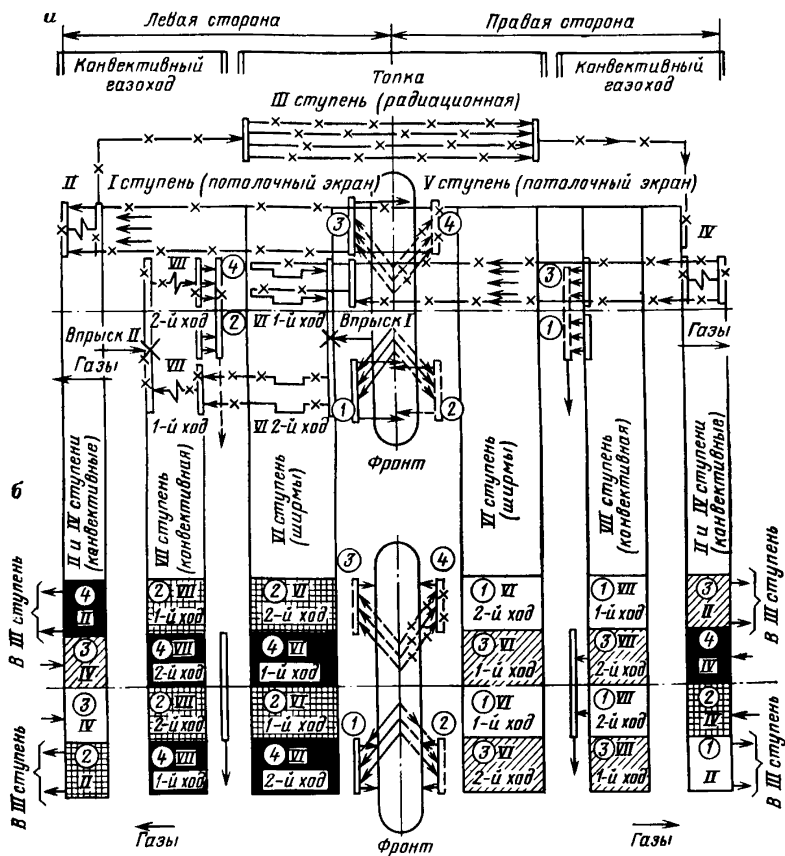 а
Левая сторона
Правая сторона
Конвективный
газоход
Топка
Конвективный
газоход
III ступень (радиационная)
II
I ступень (потолочный экран)
V ступень (потолочный экран)
3
4
IV
VII
4
3
2-й ход
2
VI 1-й ход
Впрыск I
1
Впрыск II
Газы
VII
Газы
1
2
1-й ход
VI 2-й ход
Фронт
б
II и IV ступени
(конвективные)
VII ступень
(конвективная)
VI ступень
(ширмы)
VI ступень
(ширмы)
VII ступень
(конвективная)
II и IV ступени
(конвективные)
3
4
В III ступень
4
II
2 VII
1-й ход
2 VI
2-й ход
1 VI
2-й ход
1 VII
1-й ход
3
II
В III ступень
3
IV
4 VII
2-й ход
4 VI
1-й ход
3 VI
1-й ход
3 VII
2-й ход
4
IV
3
IV
2 VII
2-й ход
2 VI
1-й ход
1
2
1 VI
1-й ход
1 VII
2-й ход
2
IV
В III ступень
2
II
4 VII
1-й ход
4 VI
2-й ход
3 VI
2-й ход
3 VII
1-й ход
1
II
В III ступень
Газы
Фронт
Газы